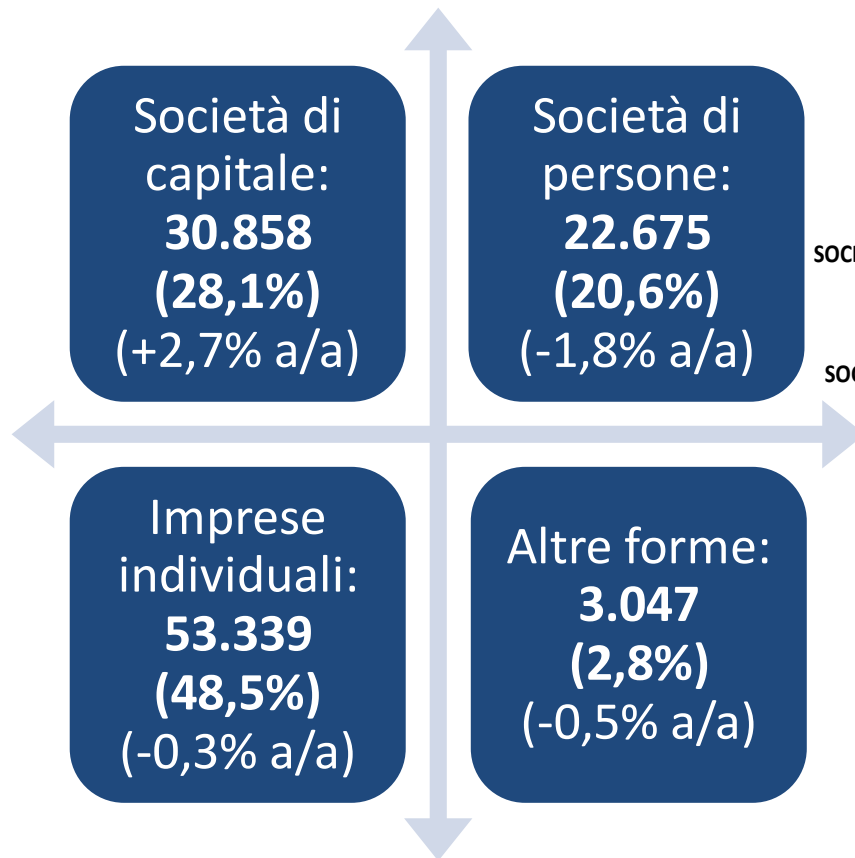 Società di
capitale:
30.858
(28,1%)
(+2,7% a/a)
Società di
persone:
22.675
(20,6%)
(-1,8% a/a)
Imprese
individuali:
53.339
(48,5%)
(-0,3% a/a)
Altre forme:
3.047
(2,8%)
(-0,5% a/a)